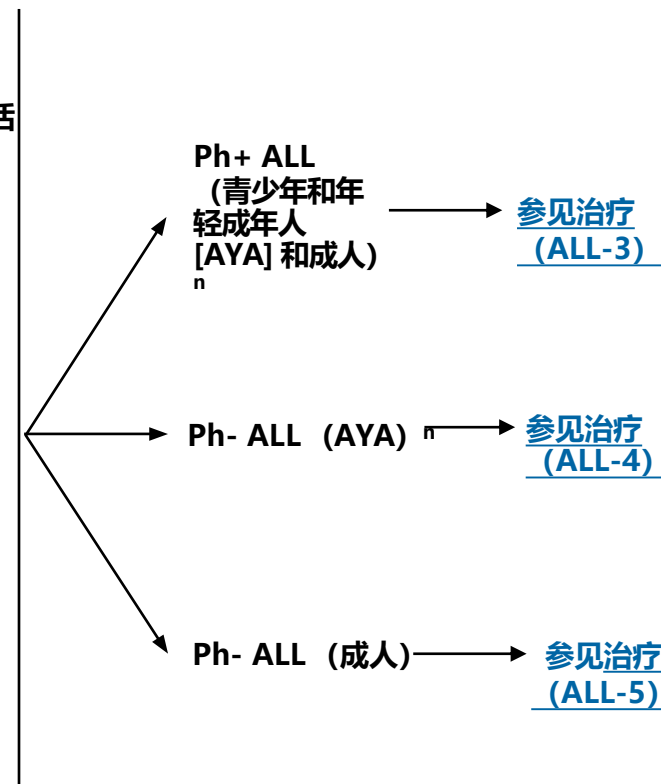 括
Ph+ ALL
（青少年和年
轻成年人
[AYA] 和成人）
n
参见治疗
（ALL-3）
Ph- ALL（AYA）n
参见治疗
（ALL-4）
Ph- ALL（成人）
参见治疗
（ALL-5）